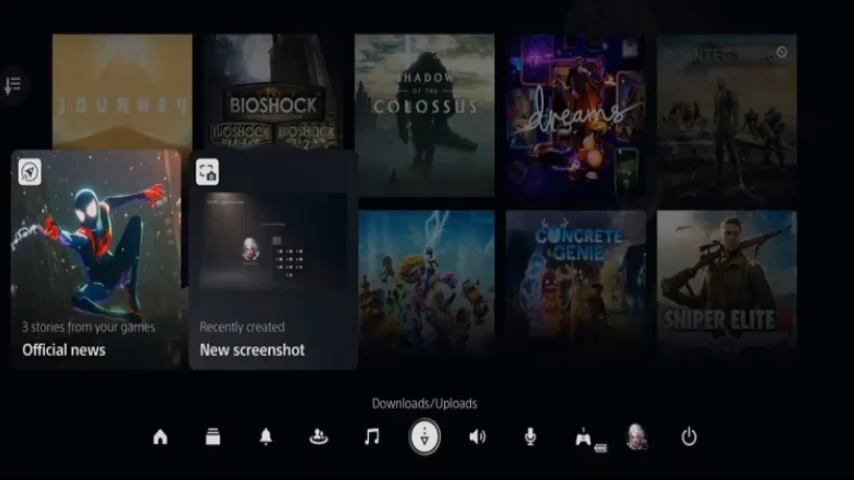 JOURNEY
BIOSHOCK
BIOSHOCK
BIOSHOCK
2
SHADOW
OF THE
COLOSSUS
dreams
CONCRETE
GENIE
SNIPER ELITE
3 stories from your games
Official news
Recently created
New screenshot
Downloads/Uploads